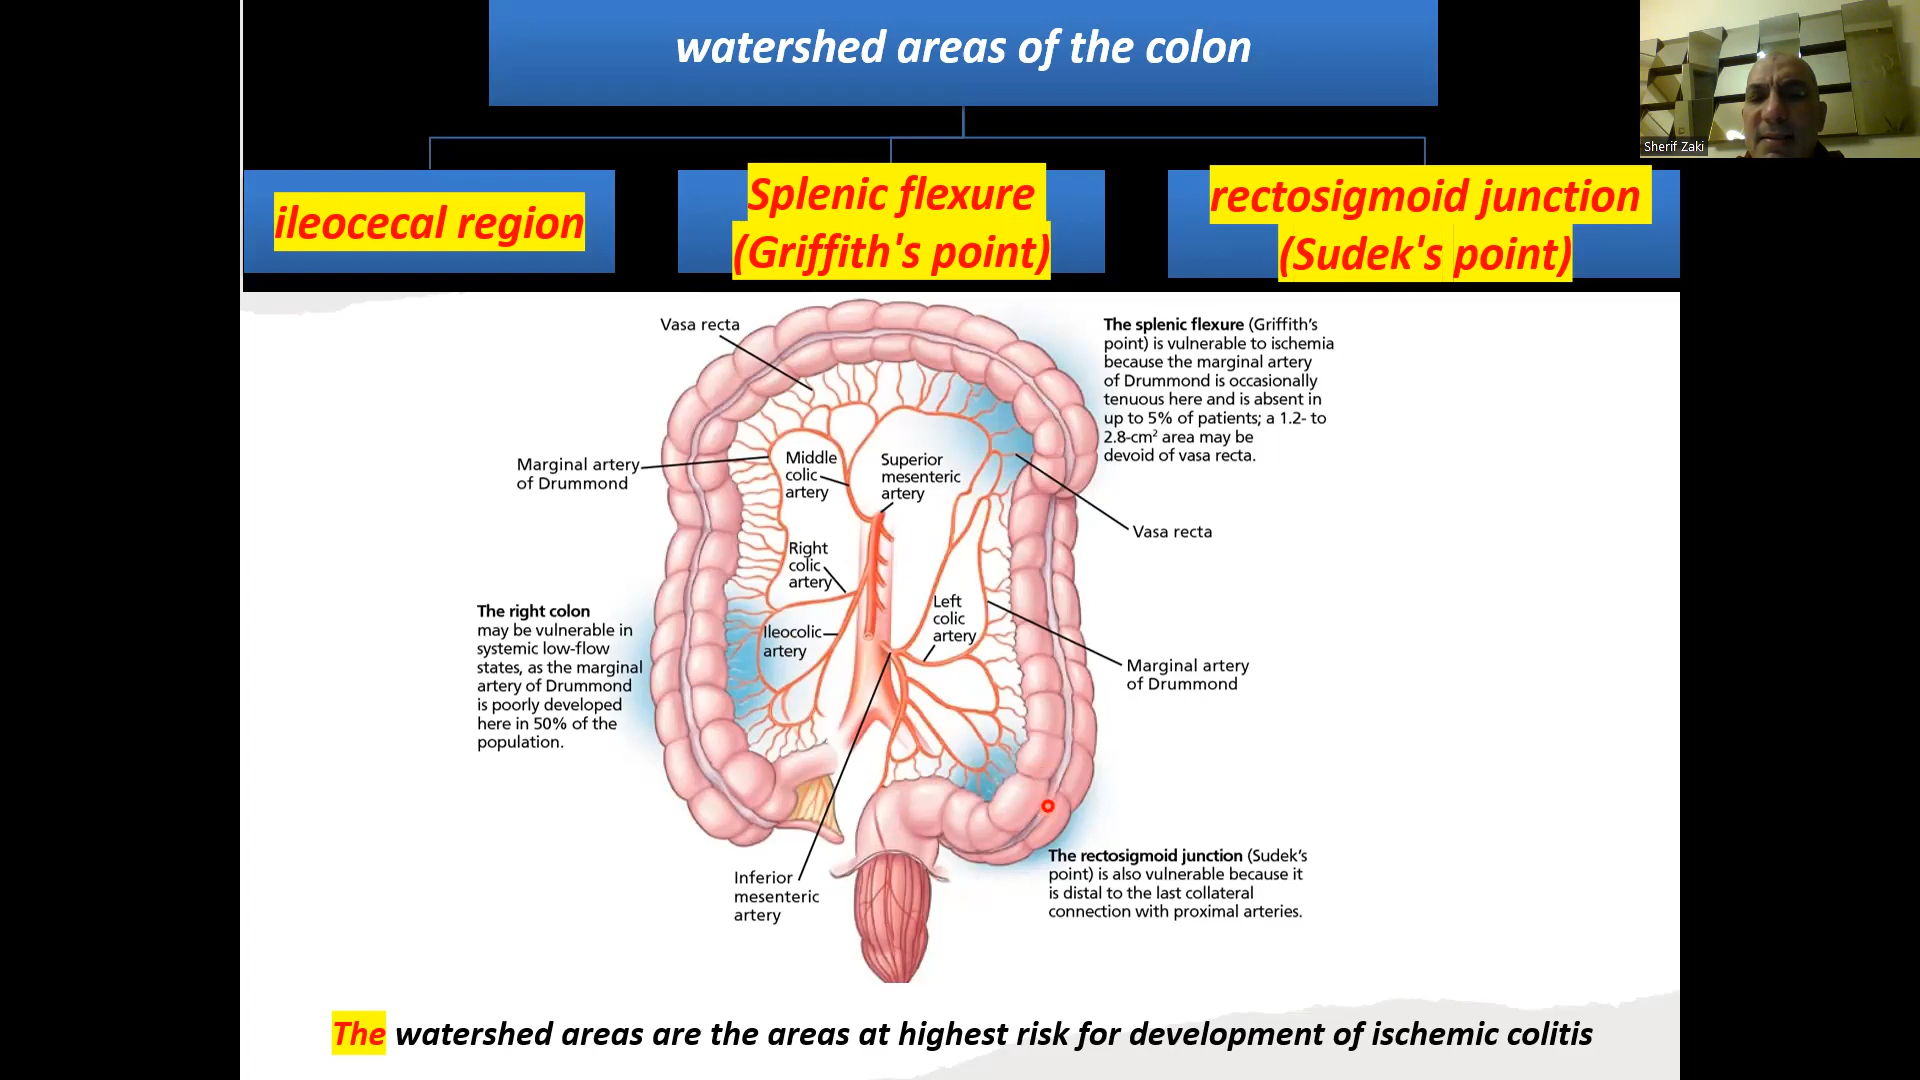 watershed areas of the colon
Sherif Zaki
ileocecal region
Splenic flexure
(Griffith's point)
rectosigmoid junction
(Sudek's point)
Vasa recta
The splenic flexure (Griffith's
point) is vulnerable to ischemia
because the marginal artery
of Drummond is occasionally
tenuous here and is absent in
up to 5% of patients; a 1.2- to
2.8-cm² area may be
devoid of vasa recta.
Marginal artery
of Drummond
Middle
colic
artery
Superior
mesenteric
artery
Vasa recta
Right
colic
artery
The right colon
may be vulnerable in
systemic low-flow
states, as the marginal
artery of Drummond
is poorly developed
here in 50% of the
population.
Ileocolic
artery
Left
colic
artery
Marginal artery
of Drummond
Inferior
mesenteric
artery
The rectosigmoid junction (Sudek's
point) is also vulnerable because it
is distal to the last collateral
connection with proximal arteries.
The watershed areas are the areas at highest risk for development of ischemic colitis